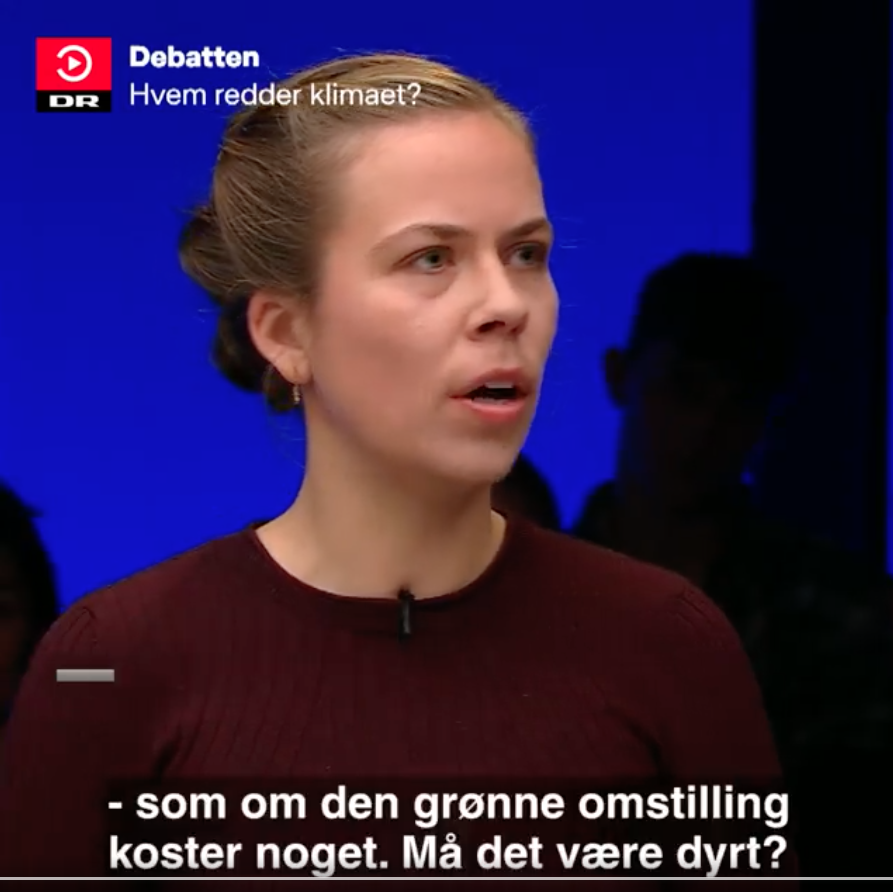 Debatten
DR
Hvem redder klimaet?
- som om den grønne omstilling
koster noget. Må det være dyrt?